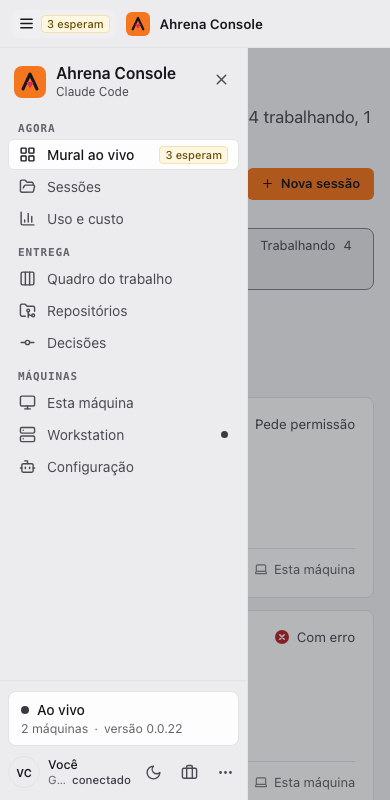 3 esperam
Ahrena Console
Ahrena Console
Claude Code
AGORA
Mural ao vivo
3 esperam
Sessões
Uso e custo
ENTREGA
Quadro do trabalho
Repositórios
Decisões
MÁQUINAS
Esta máquina
Workstation
Configuração
Ao vivo
2 máquinas · versão 0.0.22
VC
Você
G... conectado
4 trabalhando, 1
+ Nova sessão
Trabalhando 4
Pede permissão
Esta máquina
Com erro
Esta máquina